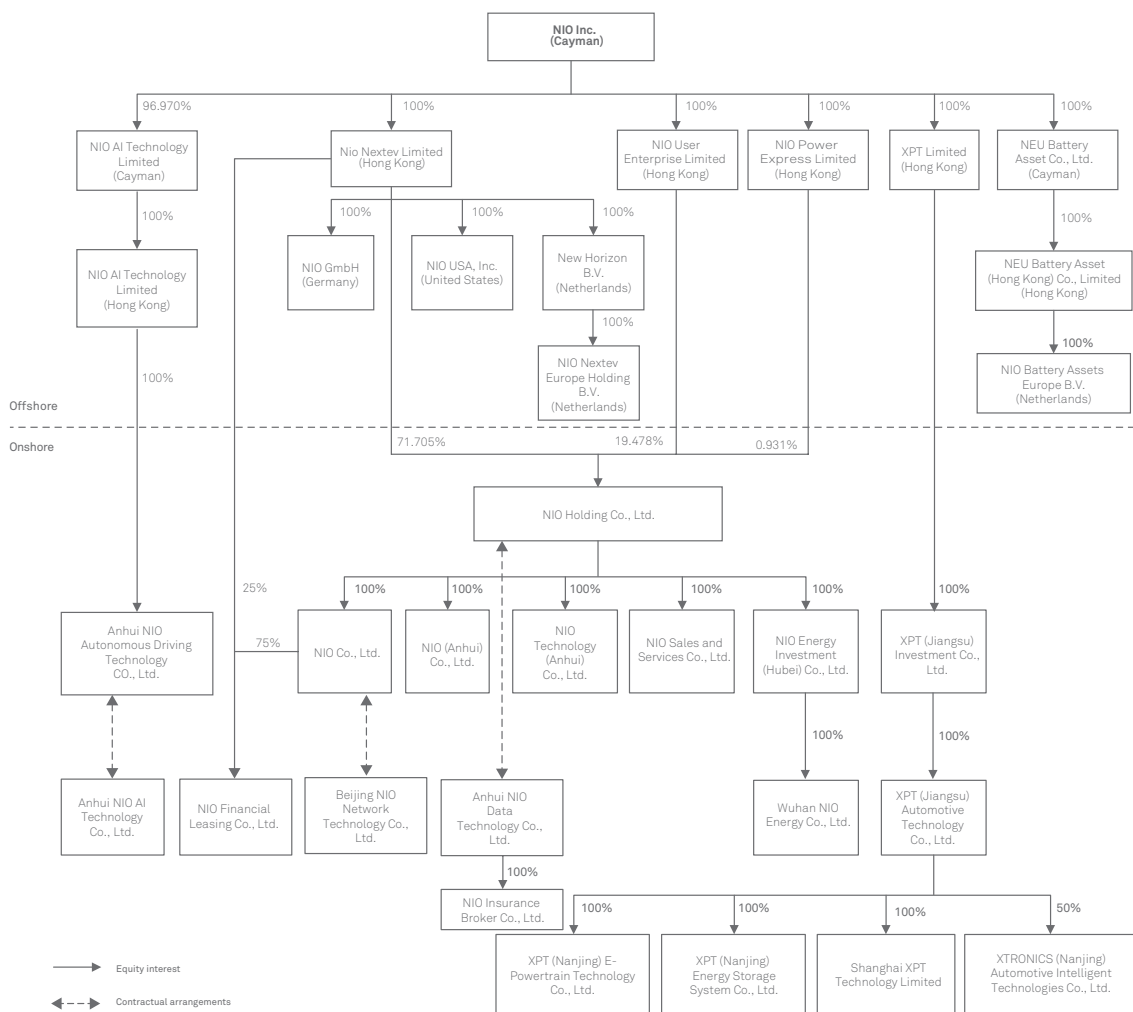 NIO Inc.
(Cayman)
96.970%
100%
100%
100%
100%
100%
NIO AI Technology
Limited
(Cayman)
Nio Nextev Limited
(Hong Kong)
NIO User
Enterprise Limited
(Hong Kong)
NIO Power
Express Limited
(Hong Kong)
XPT Limited
(Hong Kong)
NEU Battery
Asset Co., Ltd.
(Cayman)
100%
100%
100%
100%
100%
NIO AI Technology
Limited
(Hong Kong)
NIO GmbH
(Germany)
NIO USA, Inc.
(United States)
New Horizon
B.V.
(Netherlands)
NEU Battery Asset
(Hong Kong) Co., Limited
(Hong Kong)
100%
100%
100%
NIO Nextev
Europe Holding
B.V.
(Netherlands)
NIO Battery Assets
Europe B.V.
(Netherlands)
Offshore
Onshore
71.705%
19.478%
0.931%
NIO Holding Co., Ltd.
25%
75%
100%
100%
100%
100%
100%
100%
Anhui NIO
Autonomous Driving
Technology
CO., Ltd.
NIO Co., Ltd.
NIO (Anhui)
Co., Ltd.
NIO
Technology
(Anhui)
Co., Ltd.
NIO Sales and
Services Co., Ltd.
NIO Energy
Investment
(Hubei) Co., Ltd.
XPT (Jiangsu)
Investment Co.,
Ltd.
100%
100%
Anhui NIO AI
Technology
Co., Ltd.
NIO Financial
Leasing Co., Ltd.
Beijing NIO
Network
Technology Co.,
Ltd.
Anhui NIO
Data
Technology Co.,
Ltd.
Wuhan NIO
Energy Co., Ltd.
XPT (Jiangsu)
Automotive
Technology
Co., Ltd.
100%
NIO Insurance
Broker Co., Ltd.
100%
100%
100%
50%
XPT (Nanjing) E-
Powertrain Technology
Co., Ltd.
XPT (Nanjing)
Energy Storage
System Co., Ltd.
Shanghai XPT
Technology Limited
XTRONICS (Nanjing)
Automotive Intelligent
Technologies Co., Ltd.
Equity interest
Contractual arrangements